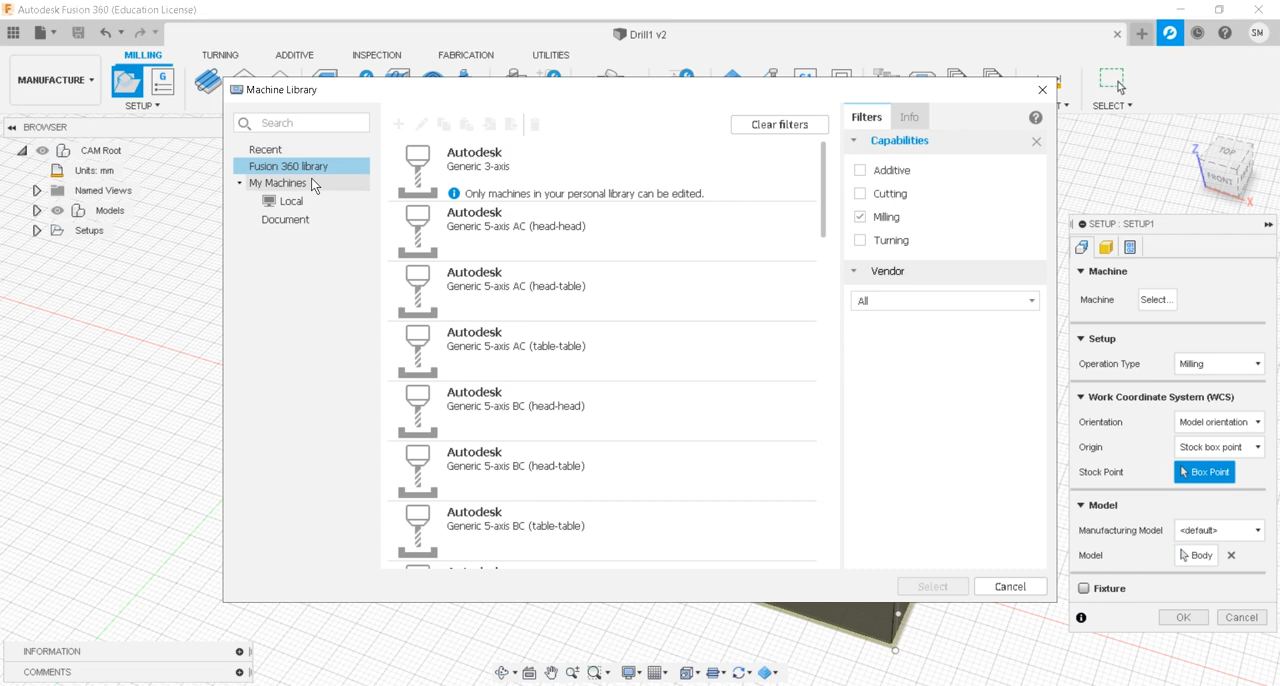 Autodesk Fusion 360 (Education License)
Drill1 v2
SM
MILLING TURNING ADDITIVE INSPECTION FABRICATION UTILITIES
MANUFACTURE
G
SETUP
SELECT
BROWSER
CAM Root
Units: mm
Named Views
Models
Setups
Machine Library
Search
Recent
Fusion 360 library
My Machines
Local
Document
Clear filters
Autodesk
Generic 3-axis
Only machines in your personal library can be edited.
Autodesk
Generic 5-axis AC (head-head)
Autodesk
Generic 5-axis AC (head-table)
Autodesk
Generic 5-axis AC (table-table)
Autodesk
Generic 5-axis BC (head-head)
Autodesk
Generic 5-axis BC (head-table)
Autodesk
Generic 5-axis BC (table-table)
Filters Info
Capabilities
Additive
Cutting
Milling
Turning
Vendor
All
Select Cancel
Z TOP
FRONT
X
SETUP : SETUP1
Machine
Machine Select...
Setup
Operation Type Milling
Work Coordinate System (WCS)
Orientation Model orientation
Origin Stock box point
Stock Point Box Point
Model
Manufacturing Model <default>
Model Body
Fixture
OK Cancel
INFORMATION
COMMENTS